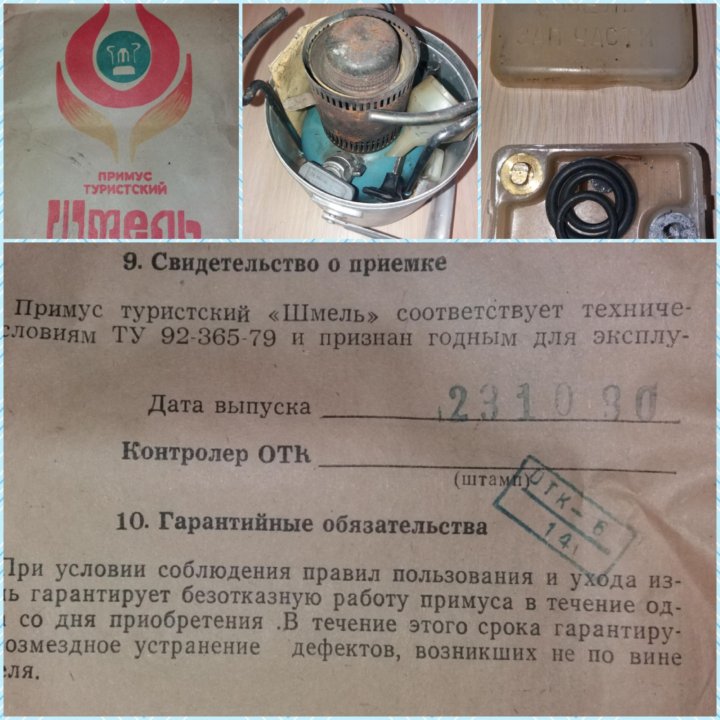 ПРИМУС
ТУРИСТСКИЙ
Шмель
ЗАП ЧАСТИ
9. Свидетельство о приемке
Примус туристский «Шмель» соответствует техниче-
словиям ТУ 92-365-79 и признан годным для эксплу-
Дата выпуска 231090
Контролер ОТК
(штамп)
ОТК-6
14
10. Гарантийные обязательства
При условии соблюдения правил пользования и ухода из-
ь гарантирует безотказную работу примуса в течение од-
а со дня приобретения .В течение этого срока гарантиру-
озмездное устранение дефектов, возникших не по вине
еля.